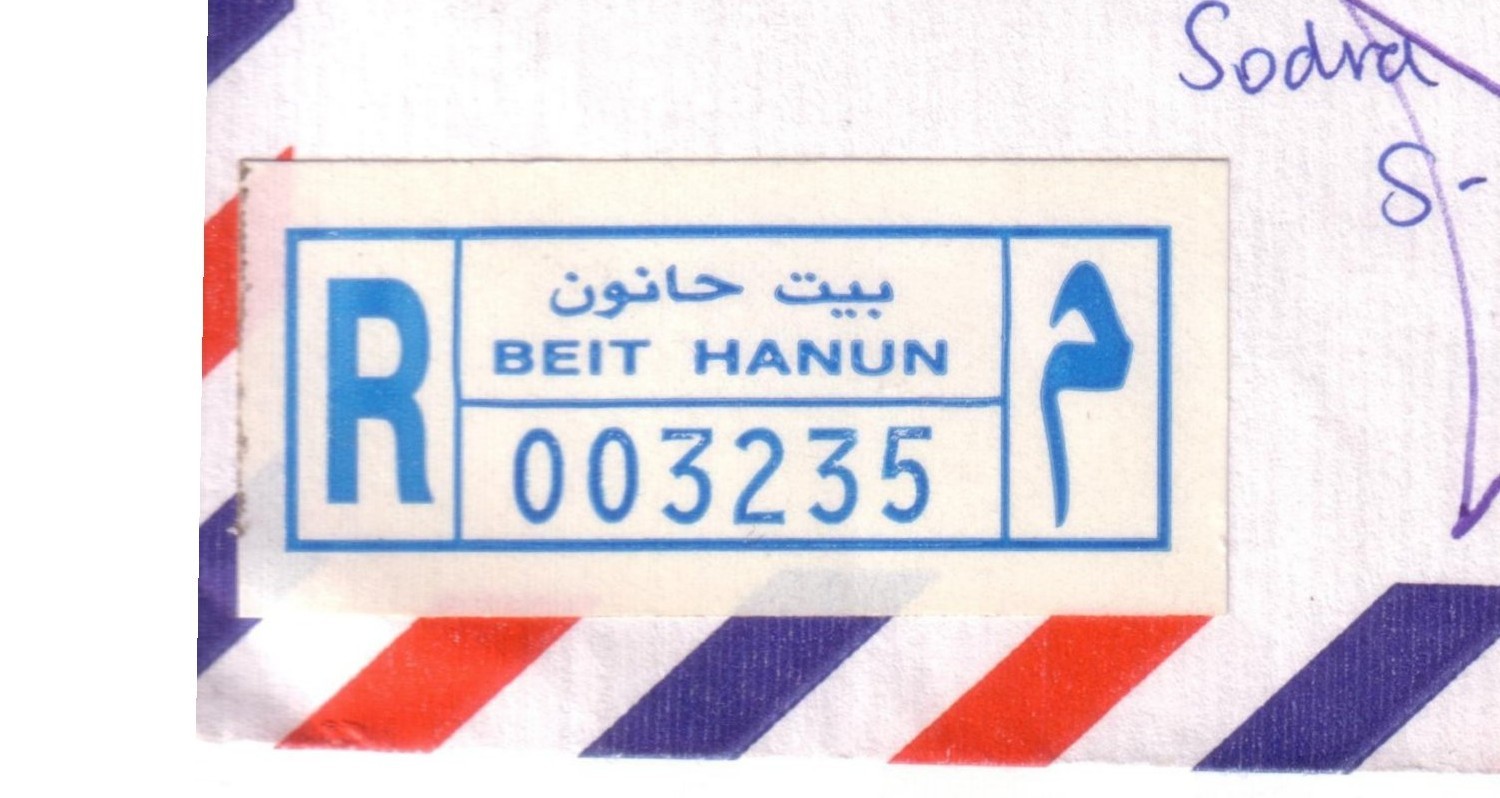 Sodra
S-
R
بيت حانون
م
BEIT HANUN
003235